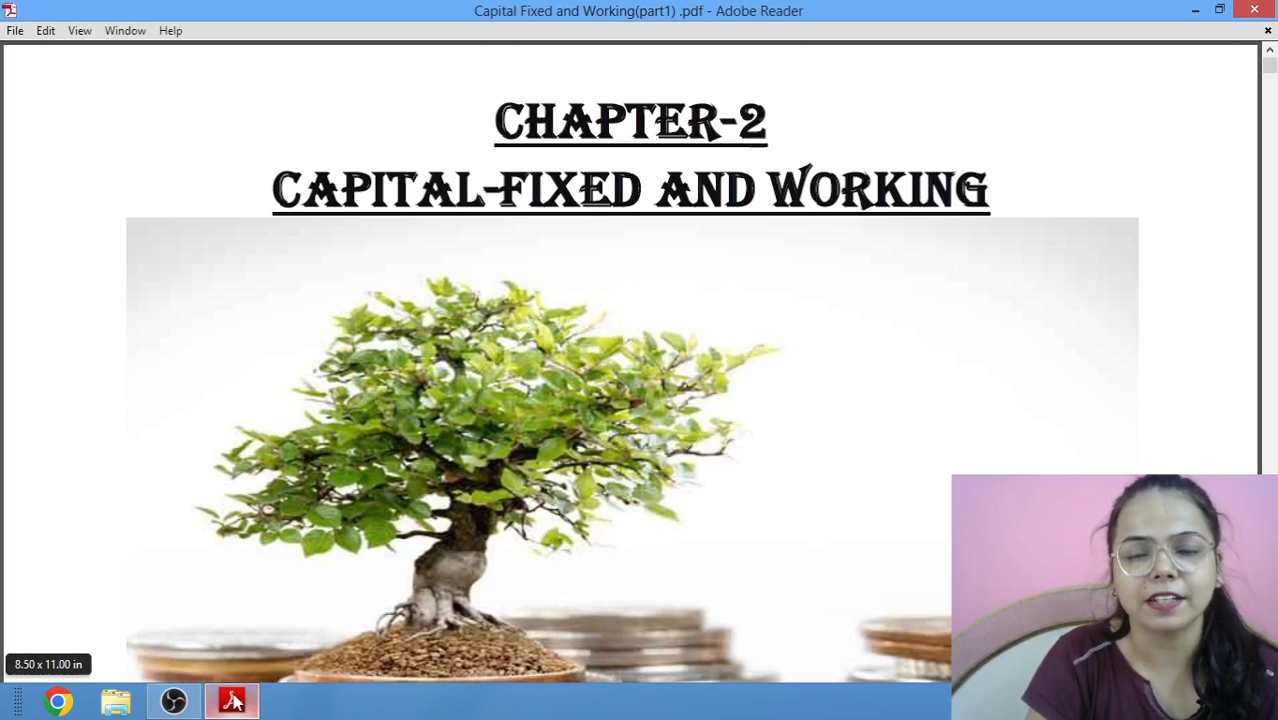 Capital Fixed and Working(part1) .pdf - Adobe Reader
File Edit View Window Help
CHAPTER-2
CAPITAL-FIXED AND WORKING
8.50 x 11.00 in